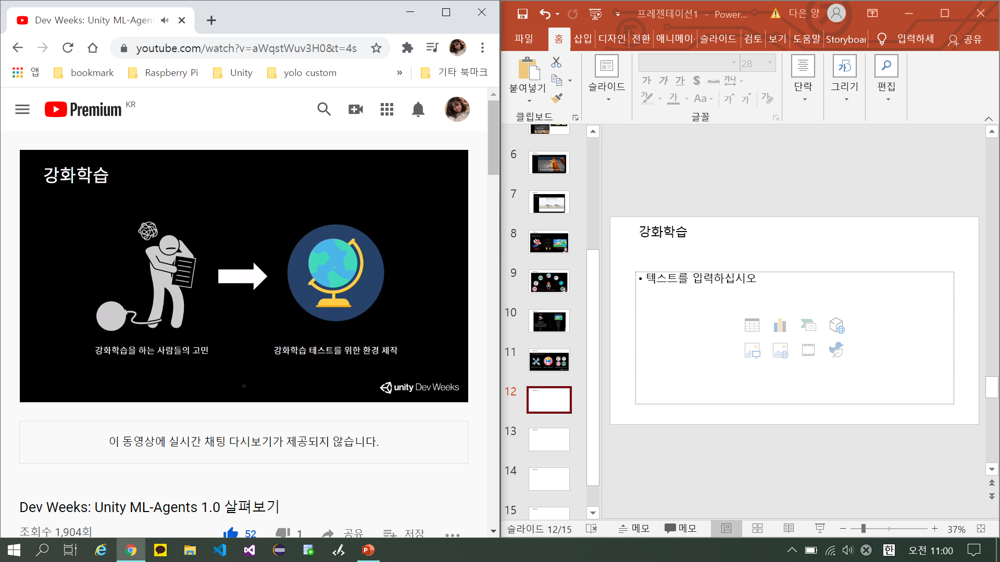 Dev Weeks: Unity ML-Agen
youtube.com/watch?v=aWqstWuv3H0&t=4s
앱
bookmark
Raspberry Pi
Unity
yolo custom
»
기타 북마크
Premium KR
강화학습
강화학습을 하는 사람들의 고민
강화학습 테스트를 위한 환경 제작
27
unity Dev Weeks
이 동영상에 실시간 채팅 다시보기가 제공되지 않습니다.
Dev Weeks: Unity ML-Agents 1.0 살펴보기
조회수 1,904회
52
1
공유
저장
프레젠테이션1 - Power...
다운 양
파일
홈
삽입
디자인
전환
애니메이
슬라이드
검토
보기
도움말
Storyboar
입력하세
공유
붙여넣기
클립보드
슬라이드
28
가 가 가 S 가나다 간나
가 가 Aa 가 가 가
글꼴
단락
그리기
편집
6
7
8
9
10
11
12
13
14
15
강화학습
• 텍스트를 입력하십시오
슬라이드 12/15
메모
메모
37%
한
오전 11:00